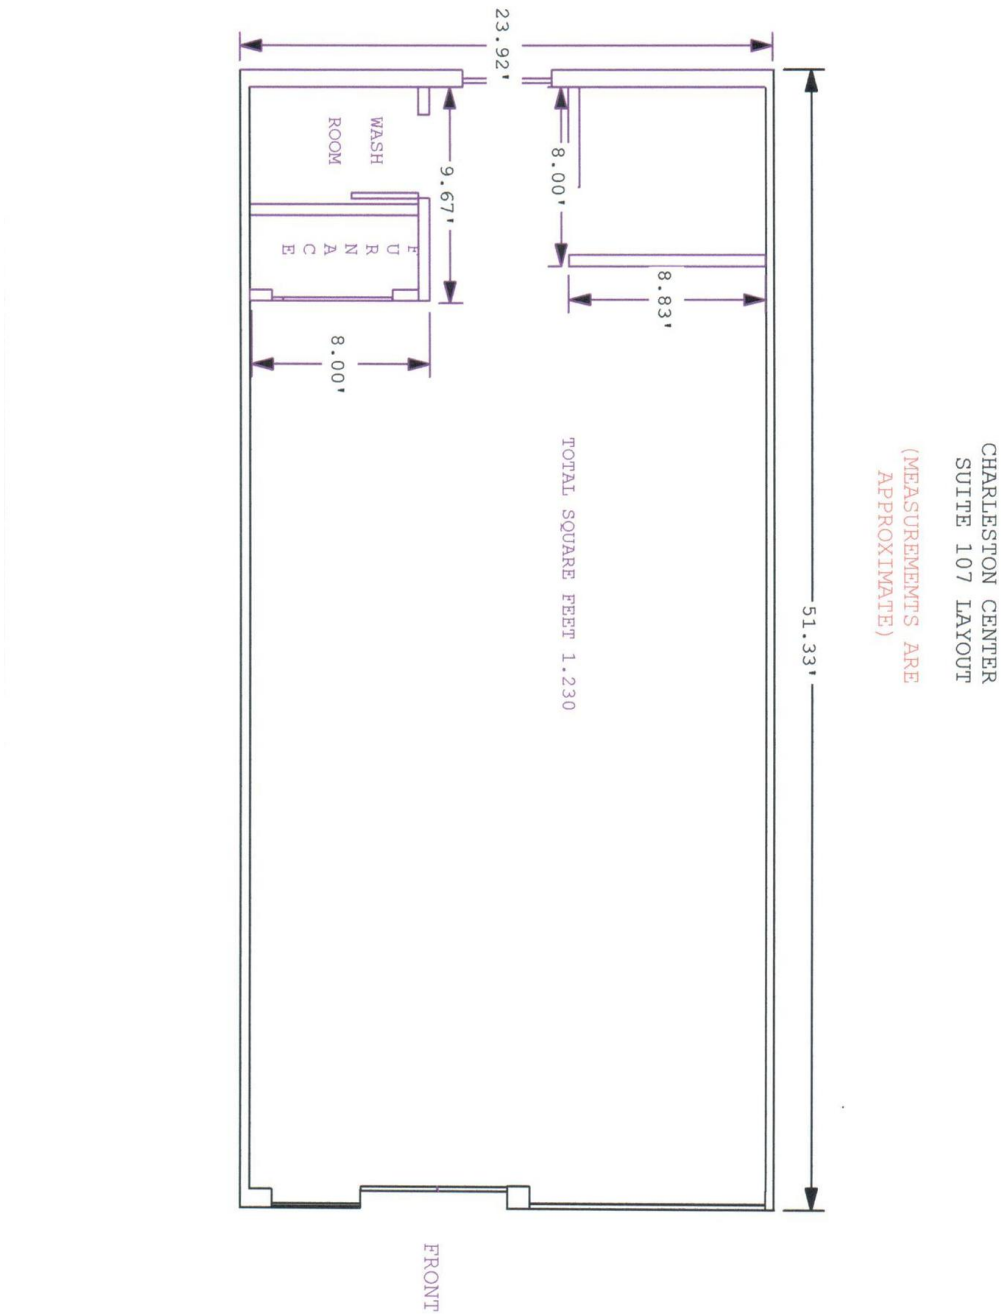 CHARLESTON CENTER
SUITE 107 LAYOUT
(MEASUREMEMTS ARE
APPROXIMATE)
51.33'
23.92'
8.00'
8.83'
9.67'
8.00'
WASH
ROOM
FURNACE
TOTAL SQUARE FEET 1.230
FRONT